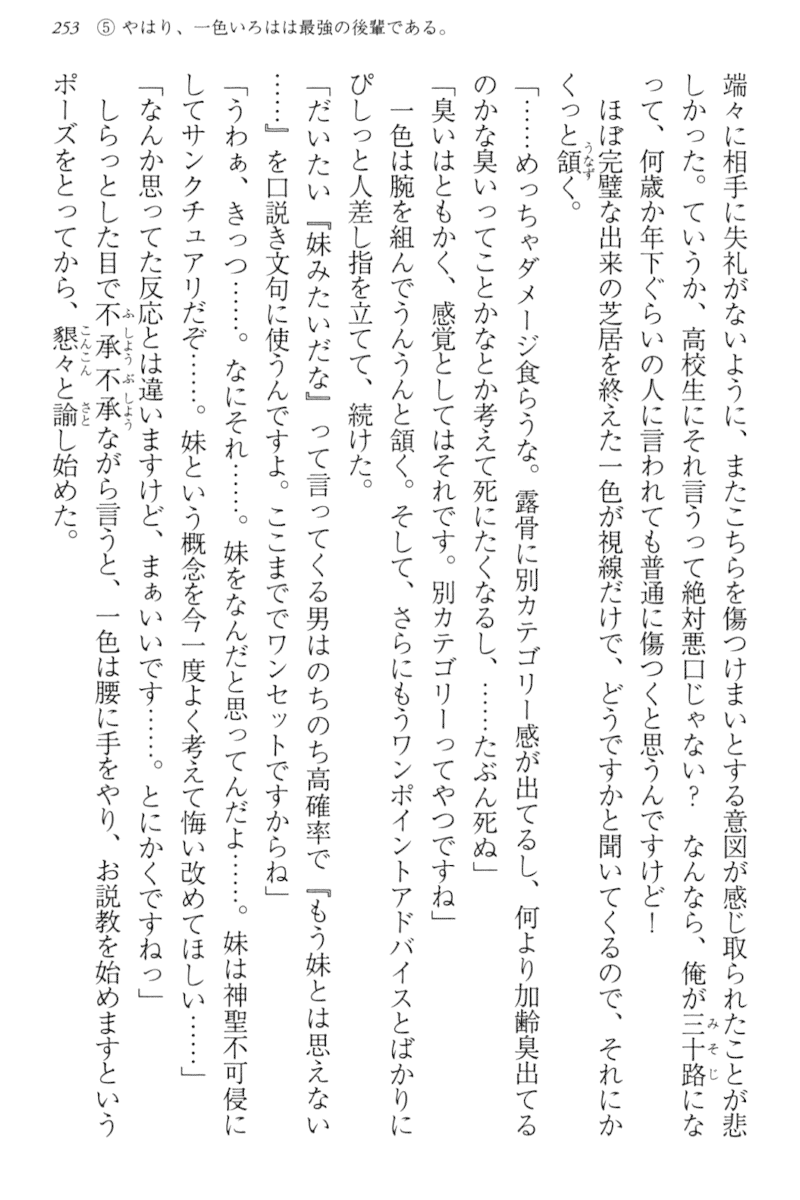 253 ⑤ やはり、一色いろはは最強の後輩である。
端々に相手に失礼がないように、またこちらを傷つけまいとする意図が感じ取られたことが悲
しかった。ていうか、高校生にそれ言うって絶対悪口じゃない？　なんなら、俺が三十路にな
って、何歳か年下ぐらいの人に言われても普通に傷つくと思うんですけど！
　ほぼ完璧な出来の芝居を終えた一色が視線だけで、どうですかと聞いてくるので、それにか
くっと頷く。
「……めっちゃダメージ食らうな。露骨に別カテゴリー感が出てるし、何より加齢臭出てる
のかな臭いってことかなとか考えて死にたくなるし、……たぶん死ぬ」
「臭いはともかく、感覚としてはそれです。別カテゴリーってやつですね」
　一色は腕を組んでうんうんと頷く。そして、さらにもうワンポイントアドバイスとばかりに
ぴしっと人差し指を立てて、続けた。
「だいたい『妹みたいだな』って言ってくる男はのちのち高確率で『もう妹とは思えない
……』を口説き文句に使うんですよ。ここまででワンセットですからね」
「うわぁ、きっつ……。なにそれ……。妹をなんだと思ってんだよ……。妹は神聖不可侵に
してサンクチュアリだぞ……。妹という概念を今一度よく考えて悔い改めてほしい……」
「なんか思ってた反応とは違いますけど、まぁいいです……。とにかくですねっ」
　しらっとした目で不承不承ながら言うと、一色は腰に手をやり、お説教を始めますという
ポーズをとってから、懇々と諭し始めた。